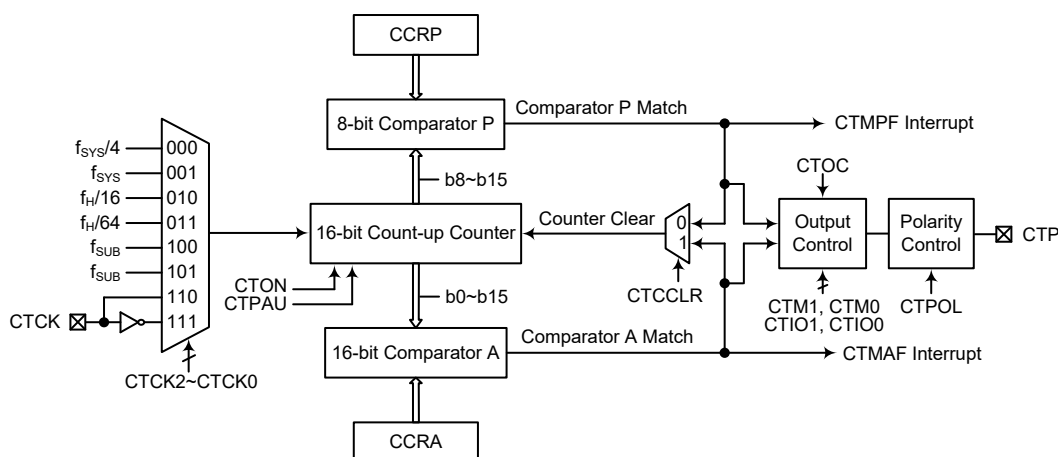 CCRP
8-bit Comparator P
Comparator P Match
CTMPF Interrupt
b8~b15
fSYS/4
000
fSYS
001
fH/16
010
fH/64
011
fSUB
100
fSUB
101
110
CTCK
111
CTCK2~CTCK0
16-bit Count-up Counter
Counter Clear
0
1
CTCCLR
CTON
CTPAU
b0~b15
CTOC
Output
Control
Polarity
Control
CTP
CTM1, CTM0
CTIO1, CTIO0
CTPOL
16-bit Comparator A
Comparator A Match
CTMAF Interrupt
CCRA